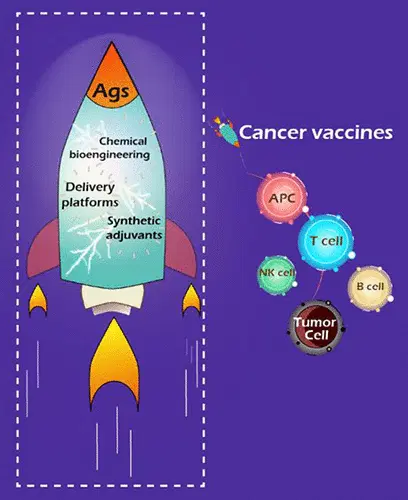 Ags
Chemical
bioengineering
Delivery
platforms
Synthetic
adjuvants
Cancer vaccines
APC
T cell
NK cell
B cell
Tumor
Cell